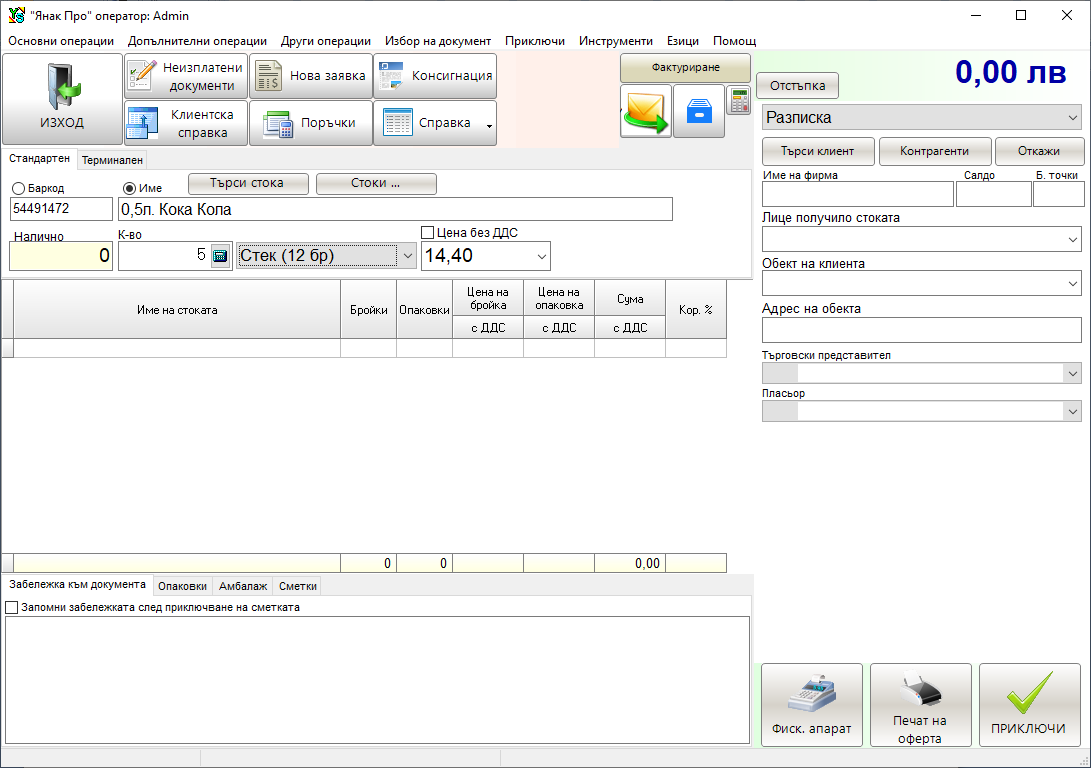 "Янак Про" оператор: Admin
Основни операции Допълнителни операции Други операции Избор на документ Приключи Инструменти Езици Помощ
ИЗХОД
Неизплатени
документи
Нова заявка
Консигнация
Клиентска
справка
Поръчки
Справка
Фактуриране
Отстъпка
0,00 лв
Разписка
Търси клиент Контрагенти Откажи
Стандартен Терминален
Баркод Име Търси стока Стоки ...
54491472 0,5л. Кока Кола
Налично К-во Цена без ДДС
0 5 Стек (12 бр) 14,40
Име на фирма Салдо Б. точки
Лице получило стоката
Обект на клиента
Адрес на обекта
Търговски представител
Пласьор
Име на стоката Бройки Опаковки Цена на бройка Цена на опаковка Сума Кор. %
с ДДС с ДДС с ДДС
0 0 0,00
Забележка към документа Опаковки Амбалаж Сметки
Запомни забележката след приключване на сметката
Фиск. апарат
Печат на
оферта
ПРИКЛЮЧИ